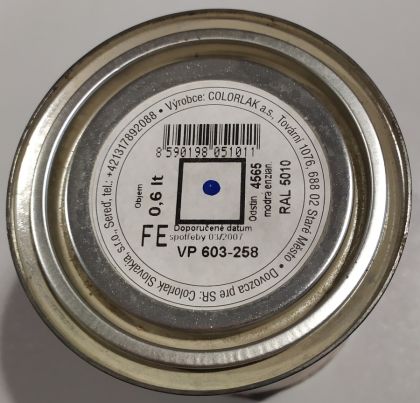 • Výrobce: COLORLAK a.s. Tovární 1076, 688 02 Staré Město •
Dovozca pre SR: Colorlak Slovakia s.r.o., Sereď, tel.: +421317892088
8 590198 051011
Objem
0,6 lt
Odstín 4565
modrá enzián.
RAL 5010
FE
Doporučené datum
spotřeby 03/2007
VP 603-258